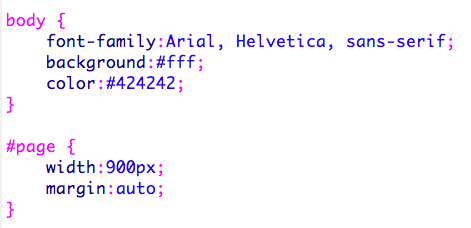 body {
    font-family:Arial, Helvetica, sans-serif;
    background:#fff;
    color:#424242;
}

#page {
    width:900px;
    margin:auto;
}